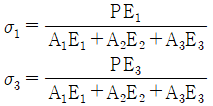 σ₁ = PE₁ / (A₁E₁+A₂E₂+A₃E₃)
σ₃ = PE₃ / (A₁E₁+A₂E₂+A₃E₃)